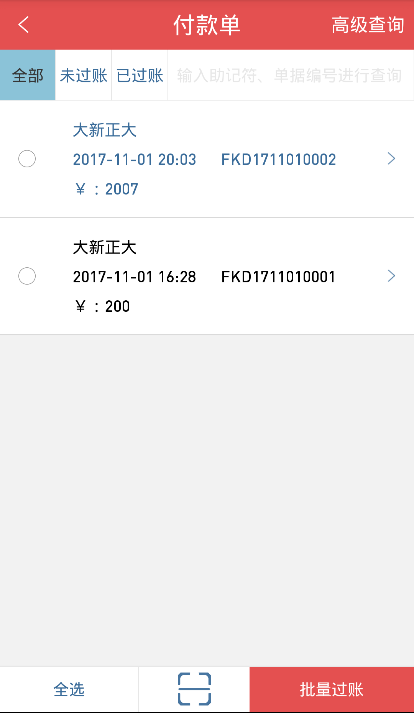 付款单 高级查询
全部 未过账 已过账 输入助记符、单据编号进行查询
大新正大
2017-11-01 20:03 FKD1711010002
¥ : 2007
大新正大
2017-11-01 16:28 FKD1711010001
¥ : 200
全选 批量过账